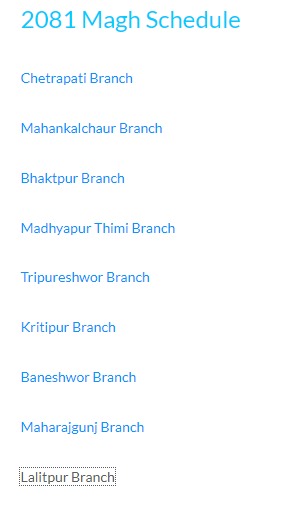 2081 Magh Schedule
Chetrapati Branch
Mahankalchaur Branch
Bhaktpur Branch
Madhyapur Thimi Branch
Tripureshwor Branch
Kritipur Branch
Baneshwor Branch
Maharajgunj Branch
Lalitpur Branch